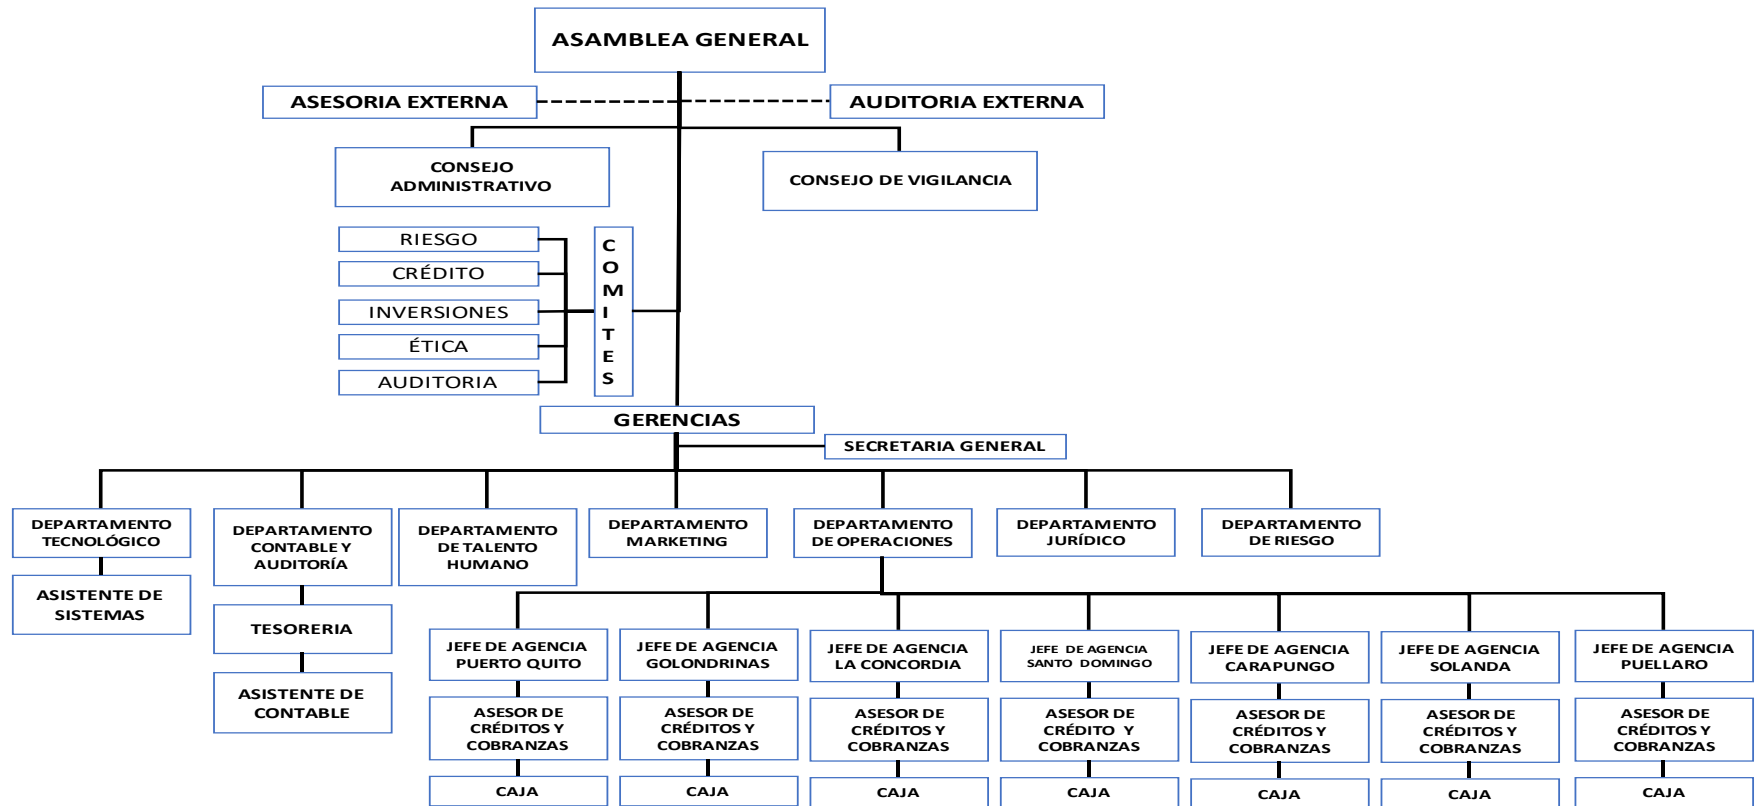 ASAMBLEA GENERAL
ASESORIA EXTERNA
AUDITORIA EXTERNA
CONSEJO
ADMINISTRATIVO
CONSEJO DE VIGILANCIA
RIESGO
CRÉDITO
INVERSIONES
ÉTICA
AUDITORIA
C
O
M
I
T
E
S
GERENCIAS
SECRETARIA GENERAL
DEPARTAMENTO
TECNOLÓGICO
DEPARTAMENTO
CONTABLE Y
AUDITORÍA
DEPARTAMENTO
DE TALENTO
HUMANO
DEPARTAMENTO
MARKETING
DEPARTAMENTO
DE OPERACIONES
DEPARTAMENTO
JURÍDICO
DEPARTAMENTO
DE RIESGO
ASISTENTE DE
SISTEMAS
TESORERIA
ASISTENTE DE
CONTABLE
JEFE DE AGENCIA
PUERTO QUITO
JEFE DE AGENCIA
GOLONDRINAS
JEFE DE AGENCIA
LA CONCORDIA
JEFE DE AGENCIA
SANTO DOMINGO
JEFE DE AGENCIA
CARAPUNGO
JEFE DE AGENCIA
SOLANDA
JEFE DE AGENCIA
PUELLARO
ASESOR DE
CRÉDITOS Y
COBRANZAS
ASESOR DE
CRÉDITOS Y
COBRANZAS
ASESOR DE
CRÉDITOS Y
COBRANZAS
ASESOR DE
CRÉDITO Y
COBRANZAS
ASESOR DE
CRÉDITOS Y
COBRANZAS
ASESOR DE
CRÉDITOS Y
COBRANZAS
ASESOR DE
CRÉDITOS Y
COBRANZAS
CAJA
CAJA
CAJA
CAJA
CAJA
CAJA
CAJA